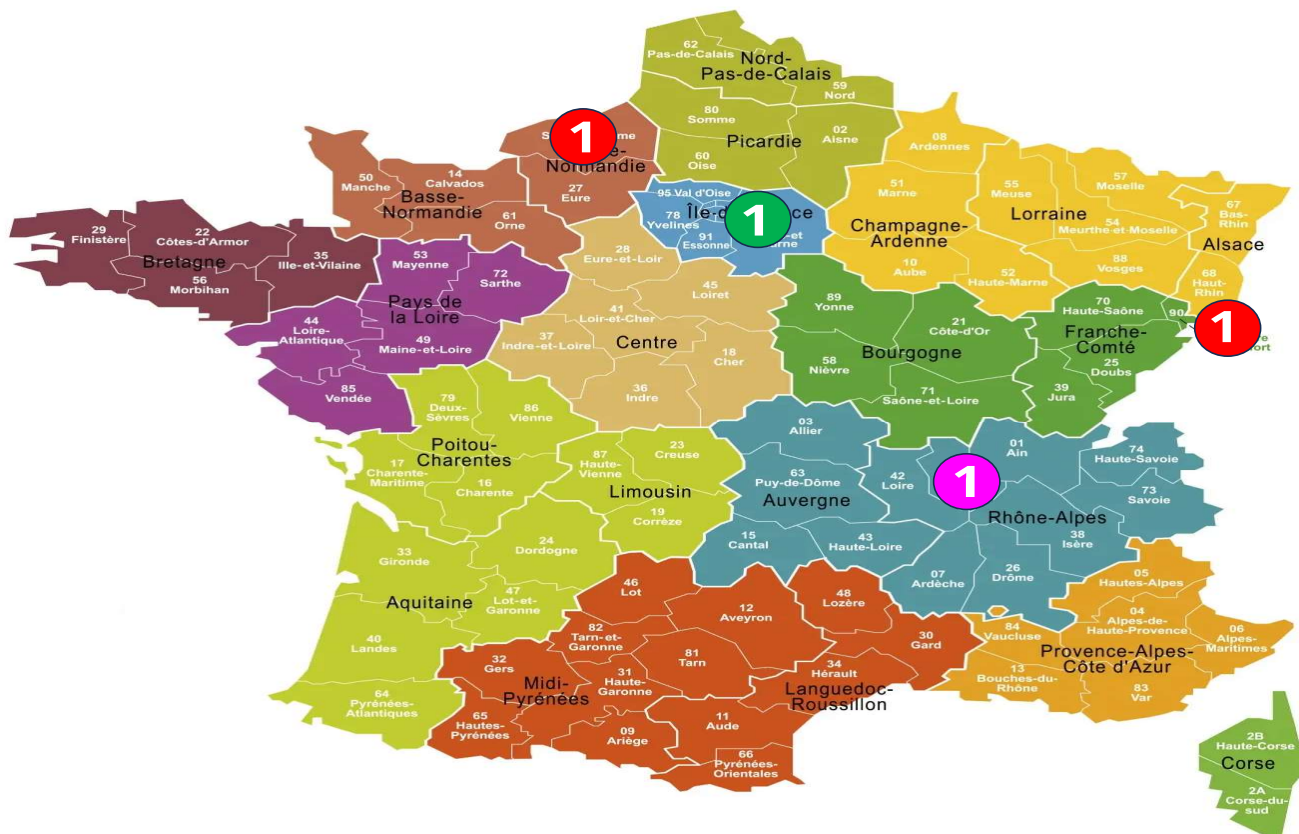 62
Pas-de-Calais
Nord-
Pas-de-Calais
59
Nord
80
Somme
02
Aisne
Picardie
60
Oise
1
Normandie
27
Eure
50
Manche
14
Calvados
Basse-
Normandie
61
Orne
08
Ardennes
51
Marne
Champagne-
Ardenne
10
Aube
52
Haute-Marne
55
Meuse
57
Moselle
Lorraine
54
Meurthe-et-Moselle
88
Vosges
67
Bas-
Rhin
Alsace
68
Haut-
Rhin
95 Val d'Oise
78
Yvelines
91
Essonne
1
29
Finistère
22
Côtes-d'Armor
Bretagne
35
Ille-et-Vilaine
56
Morbihan
53
Mayenne
72
Sarthe
Pays de
la Loire
44
Loire-
Atlantique
49
Maine-et-Loire
85
Vendée
28
Eure-et-Loir
45
Loiret
41
Loir-et-Cher
37
Indre-et-Loire
Centre
18
Cher
36
Indre
89
Yonne
21
Côte-d'Or
58
Nièvre
Bourgogne
71
Saône-et-Loire
70
Haute-Saône
90
1
Franche-
Comté
25
Doubs
39
Jura
79
Deux-
Sèvres
86
Vienne
Poitou-
Charentes
17
Charente-
Maritime
16
Charente
87
Haute-
Vienne
23
Creuse
Limousin
19
Corrèze
03
Allier
63
Puy-de-Dôme
Auvergne
15
Cantal
43
Haute-Loire
42
Loire
1
01
Ain
74
Haute-Savoie
73
Savoie
Rhône-Alpes
38
Isère
07
Ardèche
26
Drôme
33
Gironde
24
Dordogne
47
Lot-et-
Garonne
Aquitaine
40
Landes
64
Pyrénées-
Atlantiques
46
Lot
12
Aveyron
82
Tarn-et-
Garonne
81
Tarn
32
Gers
31
Haute-
Garonne
Midi-
Pyrénées
65
Hautes-
Pyrénées
09
Ariège
48
Lozère
30
Gard
34
Hérault
Languedoc-
Roussillon
11
Aude
66
Pyrénées-
Orientales
05
Hautes-Alpes
04
Alpes-de-
Haute-Provence
06
Alpes-
Maritimes
84
Vaucluse
Provence-Alpes-
Côte d'Azur
13
Bouches-du-
Rhône
83
Var
2B
Haute-Corse
Corse
2A
Corse-du-
sud